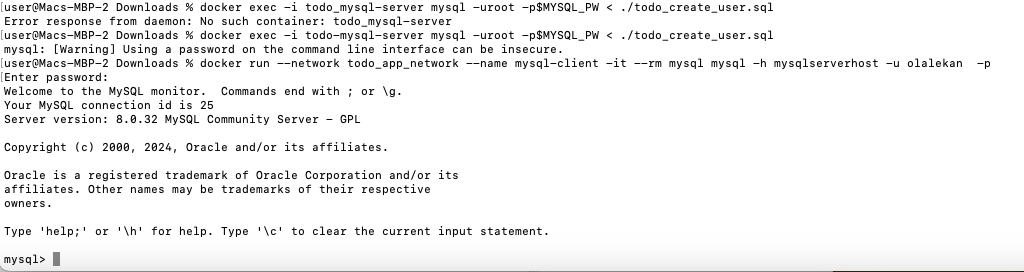 [user@Macs-MBP-2 Downloads % docker exec -i todo_mysql-server mysql -uroot -p$MYSQL_PW < ./todo_create_user.sql
Error response from daemon: No such container: todo_mysql-server
[user@Macs-MBP-2 Downloads % docker exec -i todo-mysql-server mysql -uroot -p$MYSQL_PW < ./todo_create_user.sql
mysql: [Warning] Using a password on the command line interface can be insecure.
[user@Macs-MBP-2 Downloads % docker run --network todo_app_network --name mysql-client -it --rm mysql mysql -h mysqlserverhost -u olalekan  -p
[Enter password:
Welcome to the MySQL monitor.  Commands end with ; or \g.
Your MySQL connection id is 25
Server version: 8.0.32 MySQL Community Server - GPL

Copyright (c) 2000, 2024, Oracle and/or its affiliates.

Oracle is a registered trademark of Oracle Corporation and/or its
affiliates. Other names may be trademarks of their respective
owners.

Type 'help;' or '\h' for help. Type '\c' to clear the current input statement.

mysql>